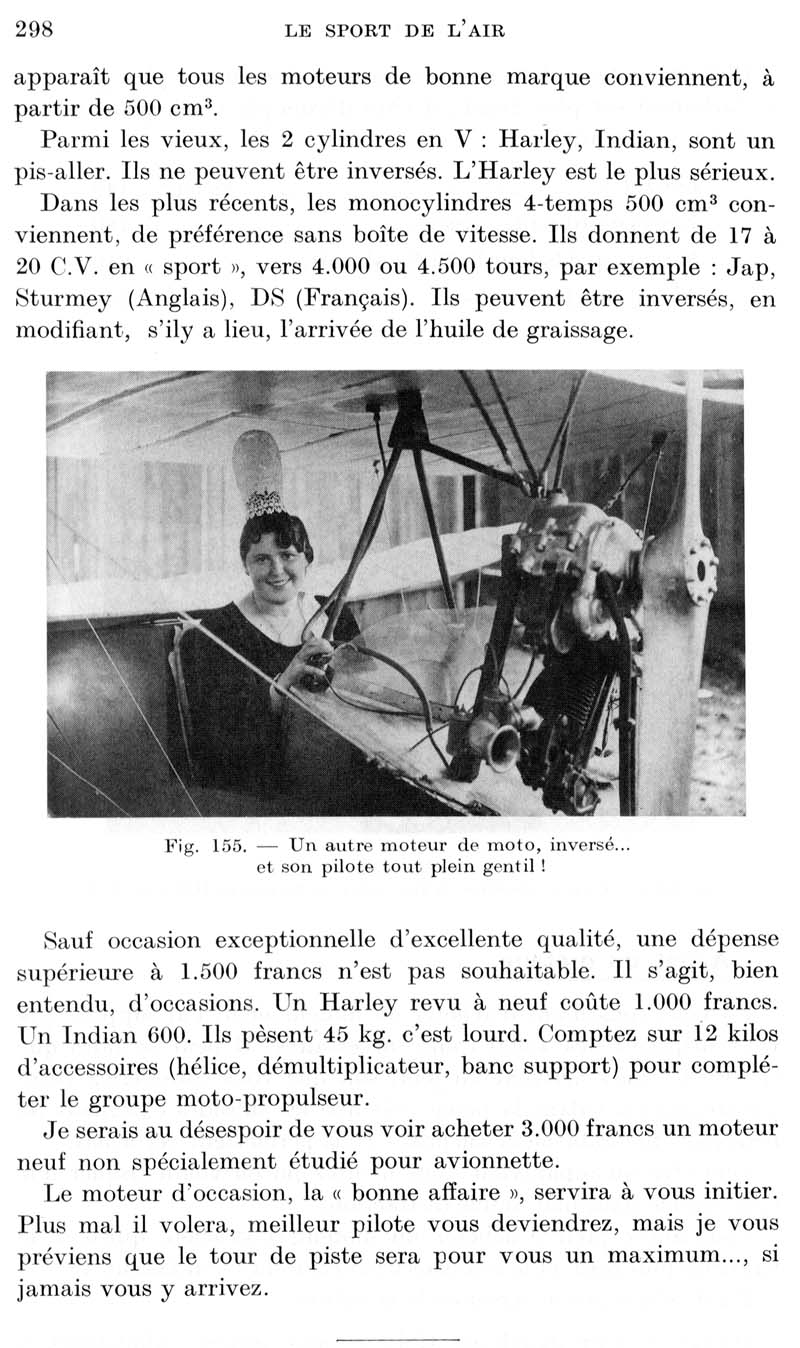 298
LE SPORT DE L'AIR
apparaît que tous les moteurs de bonne marque conviennent, à
partir de 500 cm³.
Parmi les vieux, les 2 cylindres en V : Harley, Indian, sont un
pis-aller. Ils ne peuvent être inversés. L'Harley est le plus sérieux.
Dans les plus récents, les monocylindres 4-temps 500 cm³ con-
viennent, de préférence sans boîte de vitesse. Ils donnent de 17 à
20 C.V. en « sport », vers 4.000 ou 4.500 tours, par exemple : Jap,
Sturmey (Anglais), DS (Français). Ils peuvent être inversés, en
modifiant, s'ily a lieu, l'arrivée de l'huile de graissage.
Fig. 155. — Un autre moteur de moto, inversé...
et son pilote tout plein gentil !
Sauf occasion exceptionnelle d'excellente qualité, une dépense
supérieure à 1.500 francs n'est pas souhaitable. Il s'agit, bien
entendu, d'occasions. Un Harley revu à neuf coûte 1.000 francs.
Un Indian 600. Ils pèsent 45 kg. c'est lourd. Comptez sur 12 kilos
d'accessoires (hélice, démultiplicateur, banc support) pour complé-
ter le groupe moto-propulseur.
Je serais au désespoir de vous voir acheter 3.000 francs un moteur
neuf non spécialement étudié pour avionnette.
Le moteur d'occasion, la « bonne affaire », servira à vous initier.
Plus mal il volera, meilleur pilote vous deviendrez, mais je vous
préviens que le tour de piste sera pour vous un maximum..., si
jamais vous y arrivez.